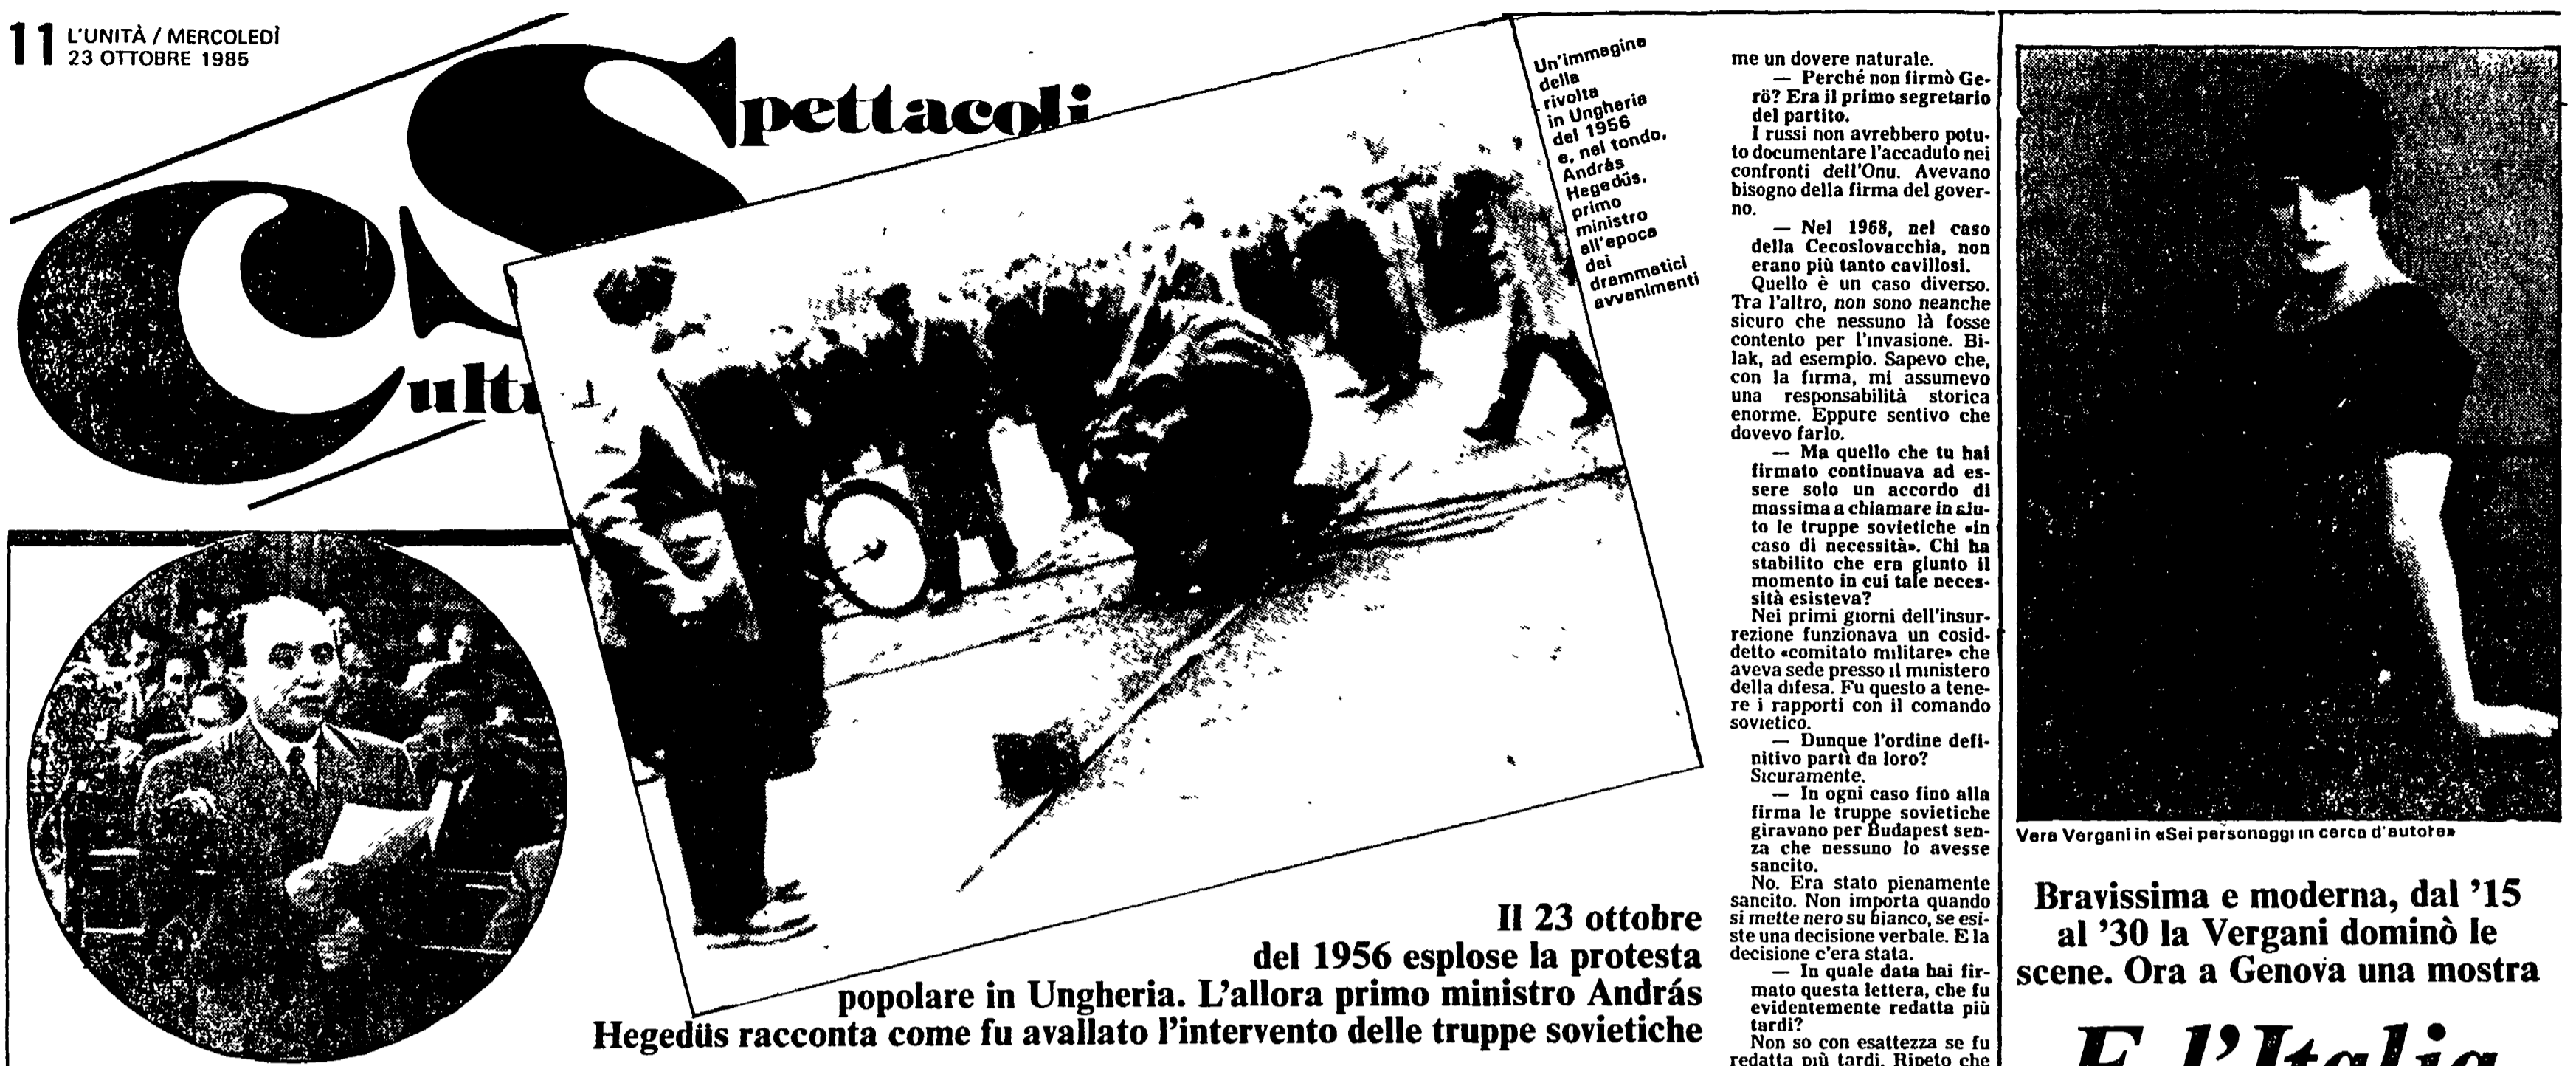 11
L'UNITÀ / MERCOLEDÌ
23 OTTOBRE 1985
Spettacoli
Cultu
Un'immagine
della
rivolta
in Ungheria
del 1956
e, nel tondo,
András
Hegedüs,
primo
ministro
all'epoca
dei
drammatici
avvenimenti
Il 23 ottobre
del 1956 esplose la protesta
popolare in Ungheria. L'allora primo ministro András
Hegedüs racconta come fu avallato l'intervento delle truppe sovietiche
me un dovere naturale.
— Perché non firmò Ge-
rö? Era il primo segretario
del partito.
I russi non avrebbero potu-
to documentare l'accaduto nei
confronti dell'Onu. Avevano
bisogno della firma del gover-
no.
— Nel 1968, nel caso
della Cecoslovacchia, non
erano più tanto cavillosi.
Quello è un caso diverso.
Tra l'altro, non sono neanche
sicuro che nessuno là fosse
contento per l'invasione. Bi-
lak, ad esempio. Sapevo che,
con la firma, mi assumevo
una responsabilità storica
enorme. Eppure sentivo che
dovevo farlo.
— Ma quello che tu hai
firmato continuava ad es-
sere solo un accordo di
massima a chiamare in aiu-
to le truppe sovietiche «in
caso di necessità». Chi ha
stabilito che era giunto il
momento in cui tale neces-
sità esisteva?
Nei primi giorni dell'insur-
rezione funzionava un cosid-
detto «comitato militare» che
aveva sede presso il ministero
della difesa. Fu questo a tene-
re i rapporti con il comando
sovietico.
— Dunque l'ordine defi-
nitivo partì da loro?
Sicuramente.
— In ogni caso fino alla
firma le truppe sovietiche
giravano per Budapest sen-
za che nessuno lo avesse
sancito.
No. Era stato pienamente
sancito. Non importa quando
si mette nero su bianco, se esi-
ste una decisione verbale. E la
decisione c'era stata.
— In quale data hai fir-
mato questa lettera, che fu
evidentemente redatta più
tardi?
Non so con esattezza se fu
redatta più tardi. Ripeto che
Vera Vergani in «Sei personaggi in cerca d'autore»
Bravissima e moderna, dal '15
al '30 la Vergani dominò le
scene. Ora a Genova una mostra
E l'Italia